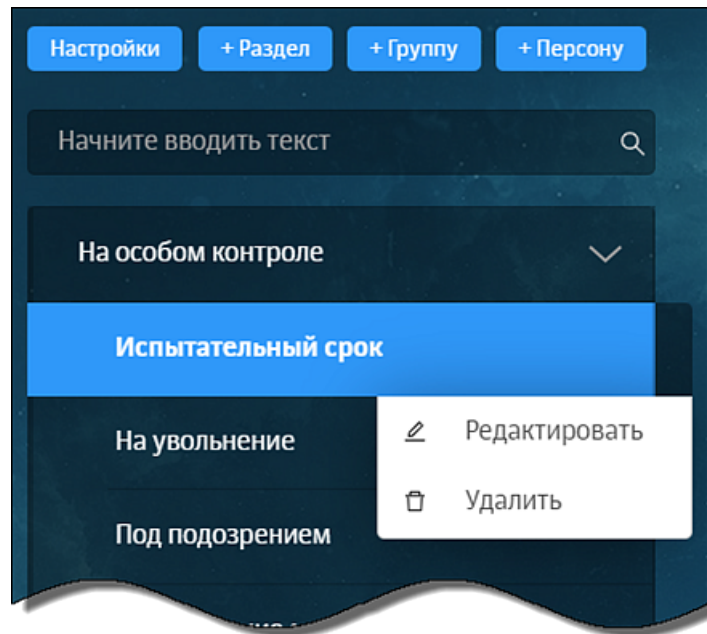 Настройки + Раздел + Группу + Персону
Начните вводить текст
На особом контроле
Испытательный срок
На увольнение
Редактировать
Удалить
Под подозрением